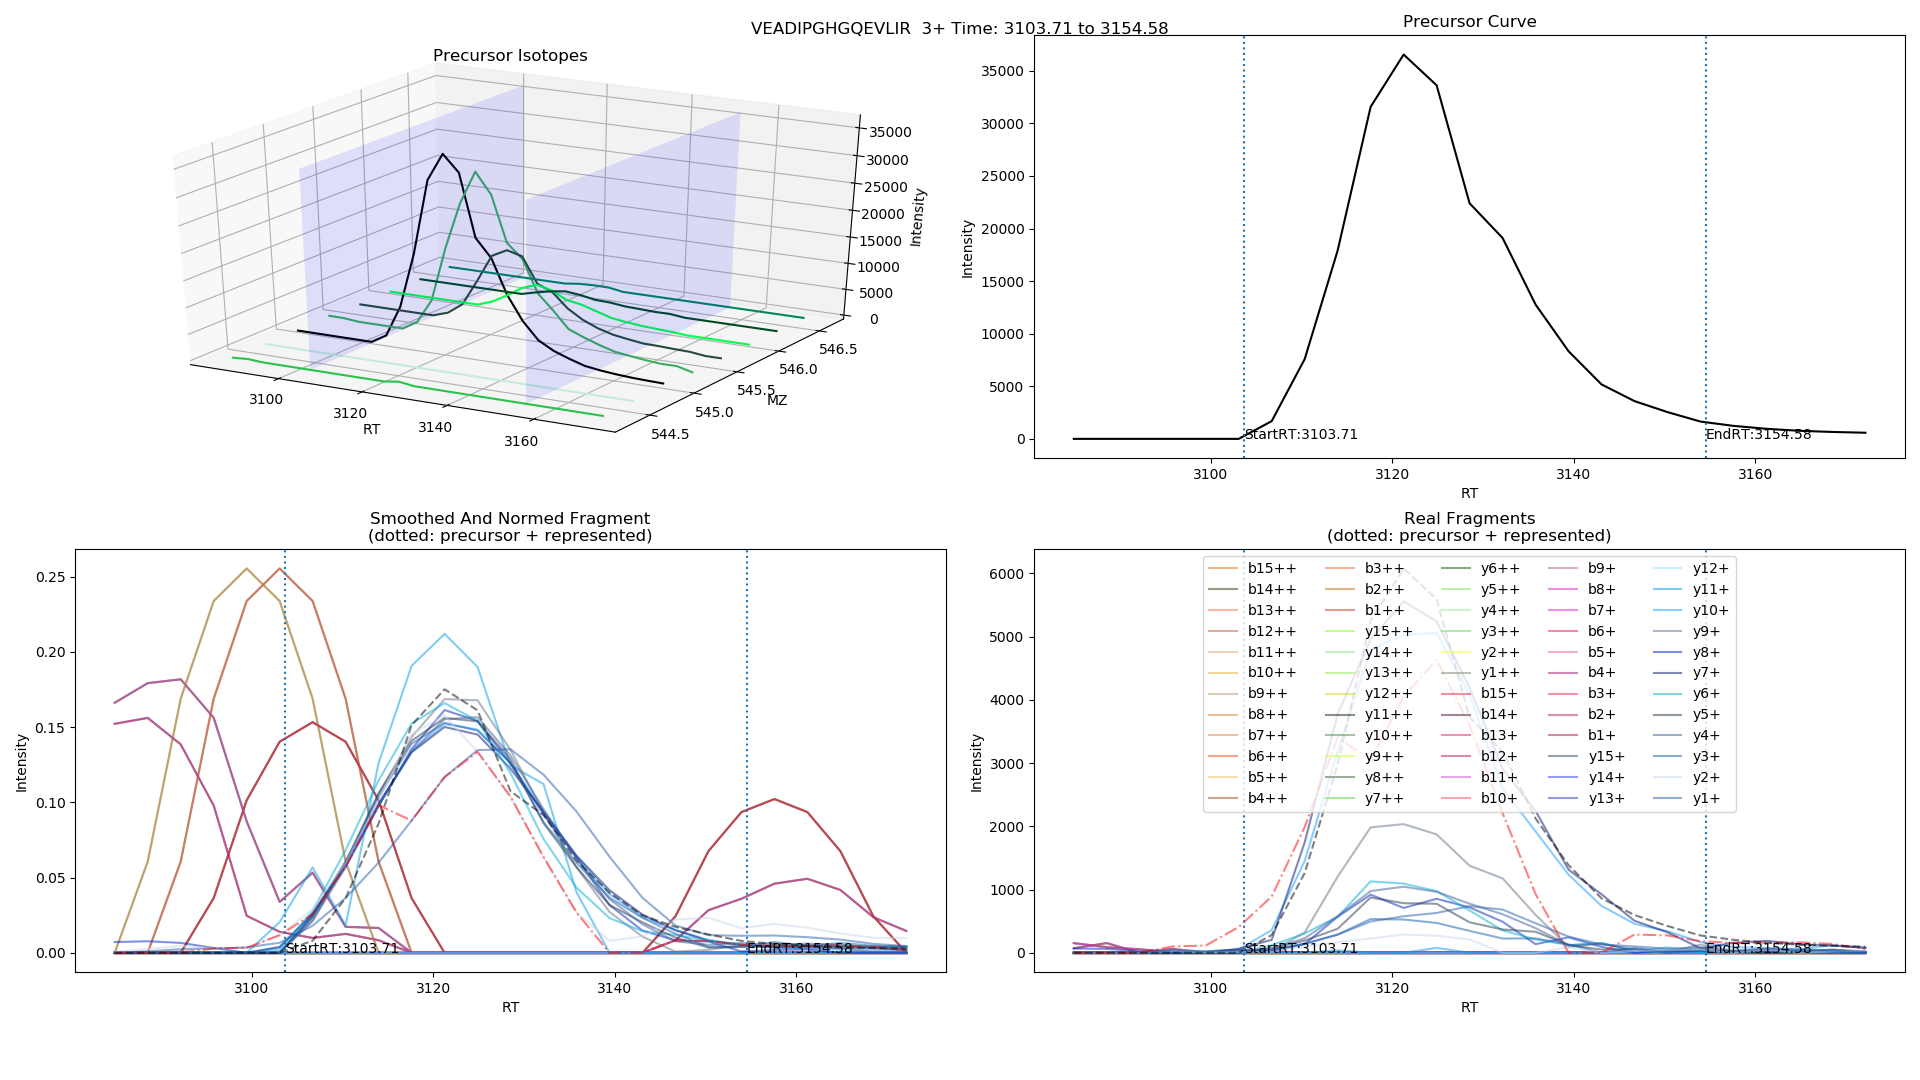 VEADIPGHGQEVLIR  3+ Time: 3103.71 to 3154.58
Precursor Isotopes
35000
30000
25000
20000
15000
10000
5000
0
Intensity
3100
3120
3140
3160
RT
544.5
545.0
545.5
546.0
546.5
MZ
Precursor Curve
35000
30000
25000
20000
15000
10000
5000
0
Intensity
StartRT:3103.71
EndRT:3154.58
3100
3120
3140
3160
RT
Smoothed And Normed Fragment
(dotted: precursor + represented)
0.25
0.20
0.15
0.10
0.05
0.00
Intensity
StartRT:3103.71
EndRT:3154.58
3100
3120
3140
3160
RT
Real Fragments
(dotted: precursor + represented)
6000
5000
4000
3000
2000
1000
0
Intensity
b15++
b14++
b13++
b12++
b11++
b10++
b9++
b8++
b7++
b6++
b5++
b4++
b3++
b2++
b1++
y15++
y14++
y13++
y12++
y11++
y10++
y9++
y8++
y7++
y6++
y5++
y4++
y3++
y2++
y1++
b15+
b14+
b13+
b12+
b11+
b10+
b9+
b8+
b7+
b6+
b5+
b4+
b3+
b2+
b1+
y15+
y14+
y13+
y12+
y11+
y10+
y9+
y8+
y7+
y6+
y5+
y4+
y3+
y2+
y1+
StartRT:3103.71
EndRT:3154.58
3100
3120
3140
3160
RT